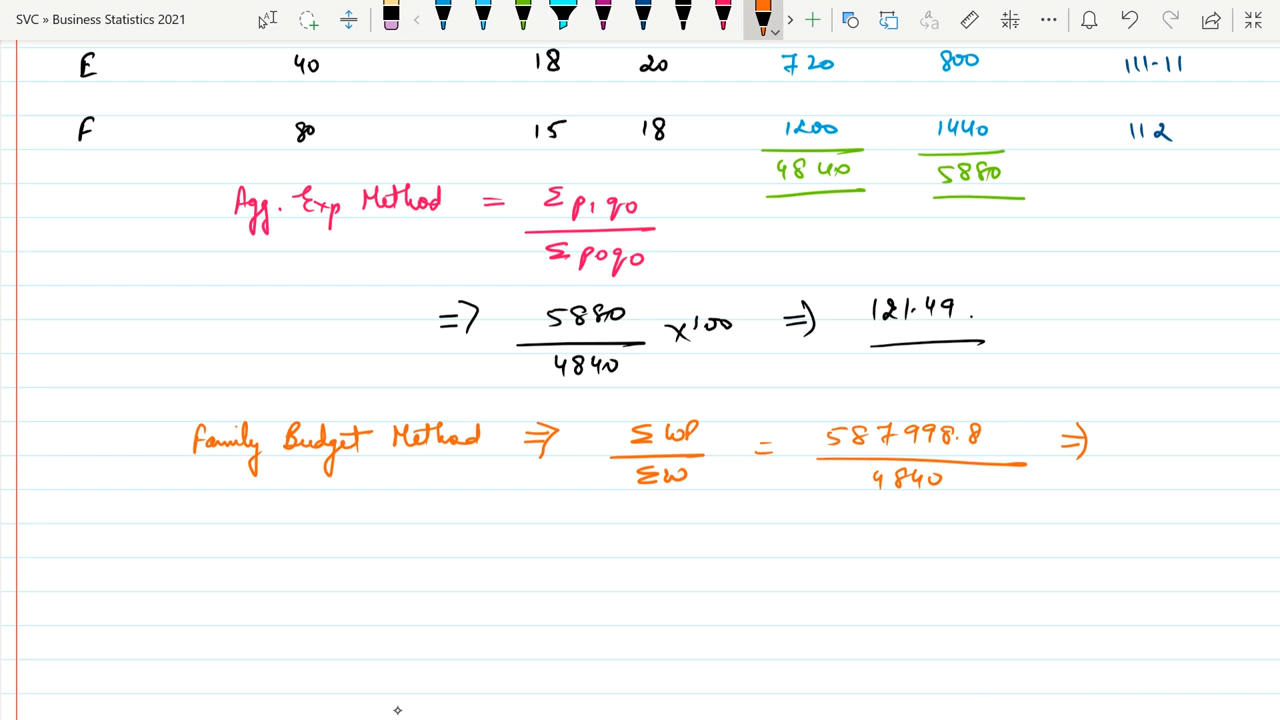 SVC » Business Statistics 2021
E 40 18 20 720 800 111.11
F 80 15 18 1200 1440 112
4840 5880
Agg. Exp Method = Σp1q0
Σp0q0
=> 5880 x100 => 121.49.
4840
Family Budget Method => ΣWP = 587998.8 =>
ΣW 4840